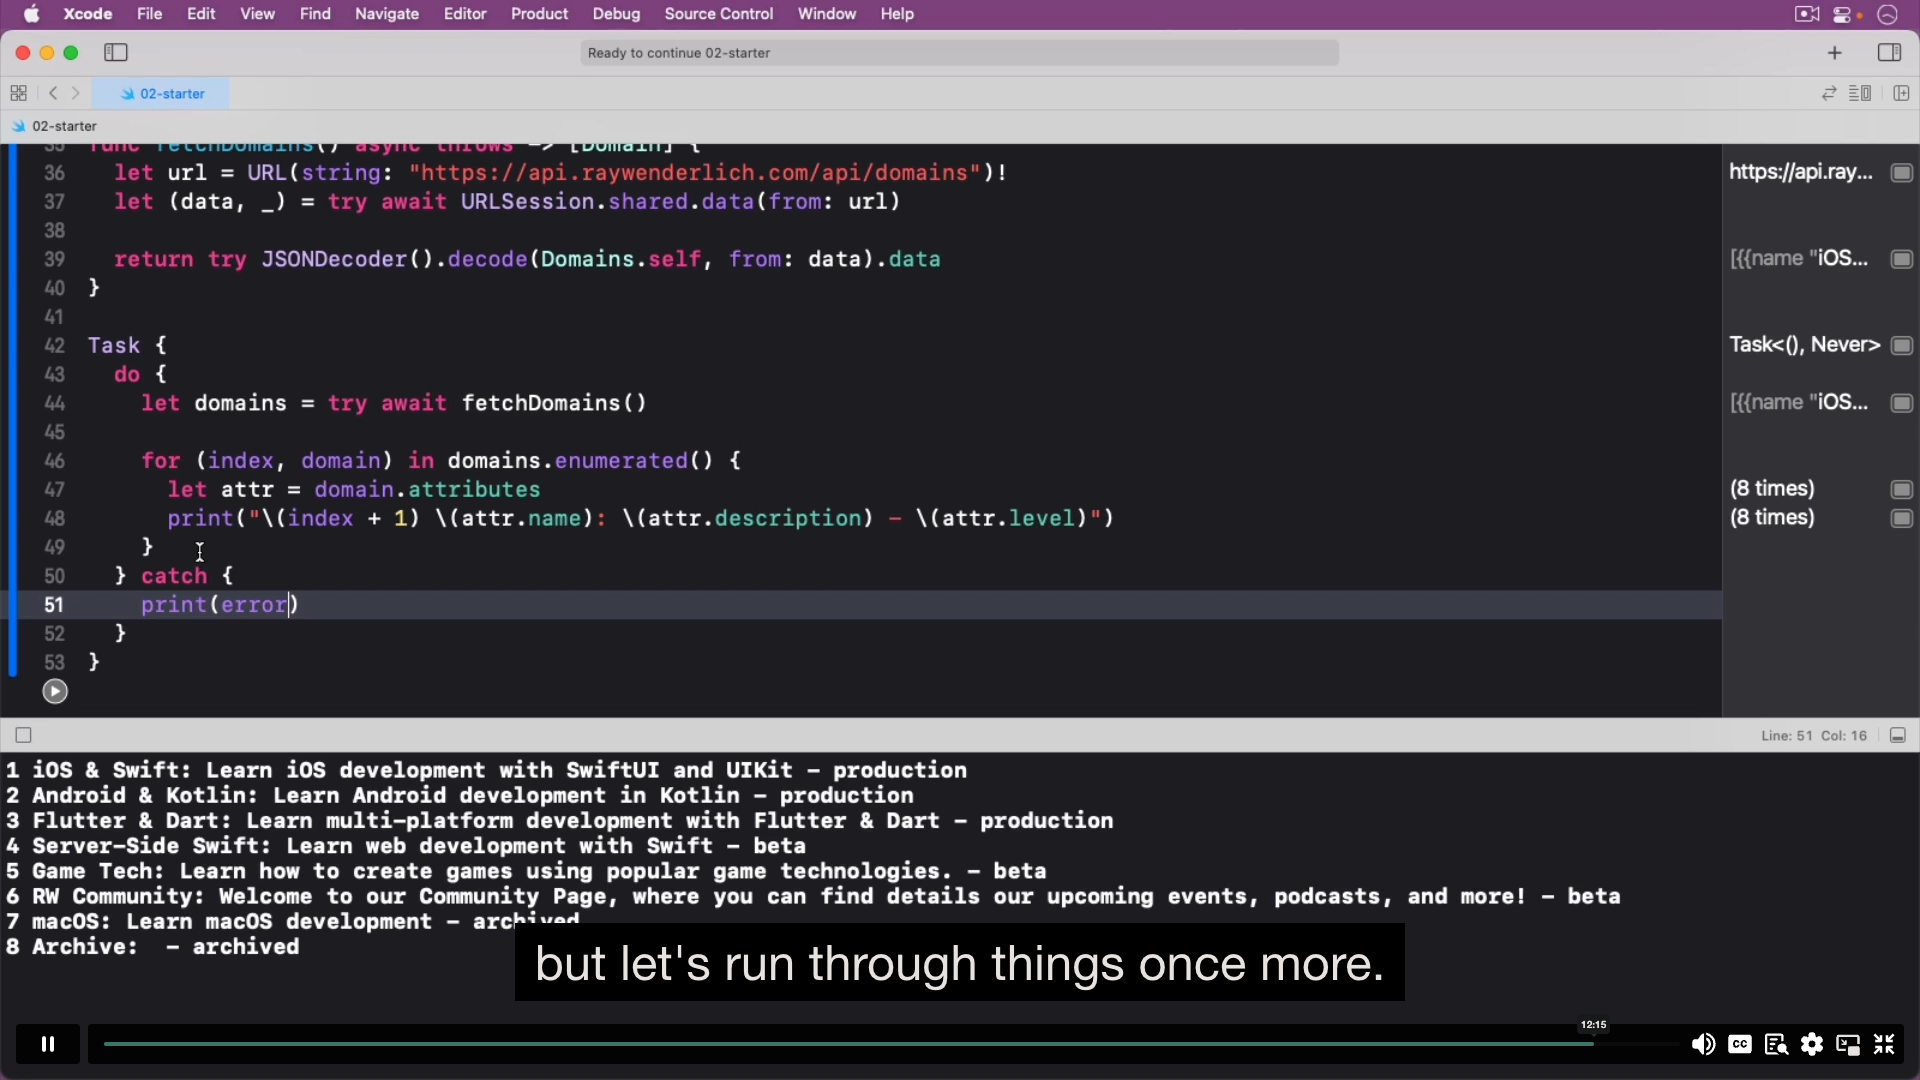 Xcode File Edit View Find Navigate Editor Product Debug Source Control Window Help
Ready to continue 02-starter
02-starter
02-starter
35 func fetchDomains() async throws -> [Domain] {
36 let url = URL(string: "https://api.raywenderlich.com/api/domains")!
https://api.ray...
37 let (data, _) = try await URLSession.shared.data(from: url)
38
39 return try JSONDecoder().decode(Domains.self, from: data).data
[{{name "iOS...
40 }
41
42 Task {
Task<(), Never>
43 do {
44 let domains = try await fetchDomains()
[{{name "iOS...
45
46 for (index, domain) in domains.enumerated() {
47 let attr = domain.attributes
(8 times)
48 print("\(index + 1) \(attr.name): \(attr.description) - \(attr.level)")
(8 times)
49 }
50 } catch {
51 print(error)
52 }
53 }
Line: 51 Col: 16
1 iOS & Swift: Learn iOS development with SwiftUI and UIKit - production
2 Android & Kotlin: Learn Android development in Kotlin - production
3 Flutter & Dart: Learn multi-platform development with Flutter & Dart - production
4 Server-Side Swift: Learn web development with Swift - beta
5 Game Tech: Learn how to create games using popular game technologies. - beta
6 RW Community: Welcome to our Community Page, where you can find details our upcoming events, podcasts, and more! - beta
7 macOS: Learn macOS development - archived
8 Archive:  - archived
but let's run through things once more.
12:15
CC